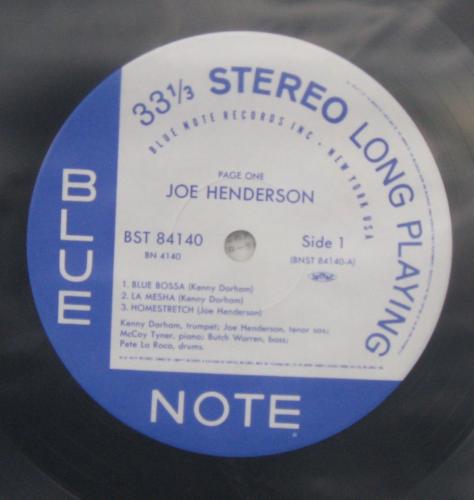 33 1/3 STEREO LONG PLAYING
BLUE NOTE RECORDS INC · NEW YORK USA
PAGE ONE
JOE HENDERSON
BST 84140
Side 1
BN 4140
(BNST 84140-A)
1. BLUE BOSSA (Kenny Dorham)
2. LA MESHA (Kenny Dorham)
3. HOMESTRETCH (Joe Henderson)
Kenny Dorham, trumpet; Joe Henderson, tenor sax;
McCoy Tyner, piano; Butch Warren, bass;
Pete La Roca, drums.
BLUE
NOTE